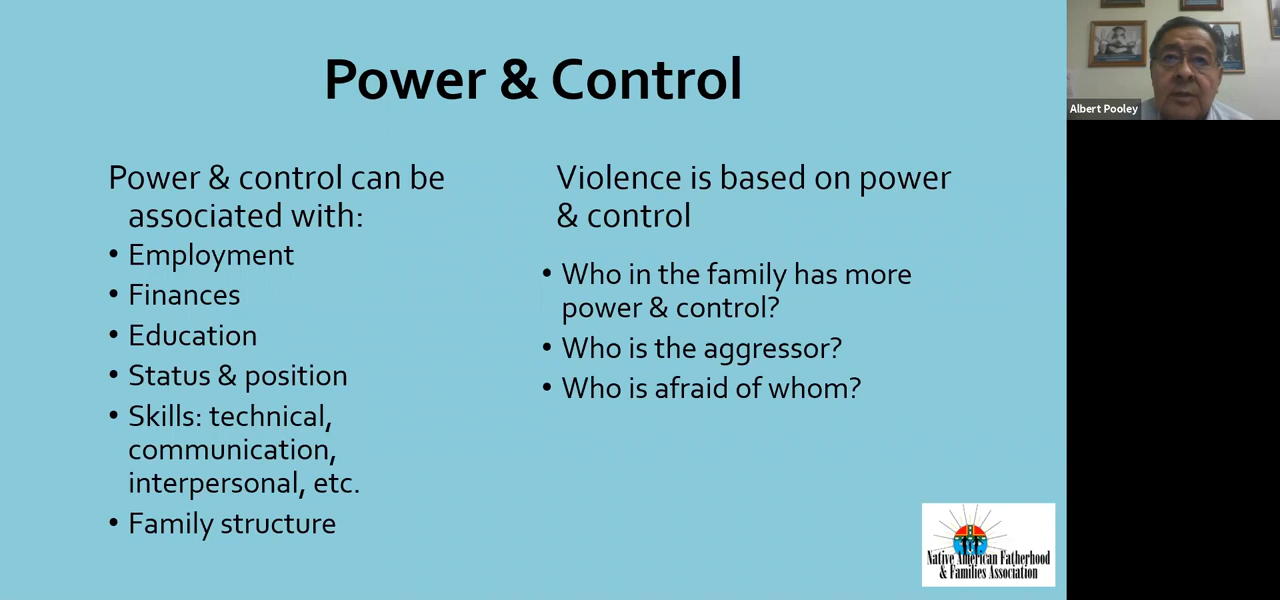 Power & Control
Power & control can be
associated with:
• Employment
• Finances
• Education
• Status & position
• Skills: technical,
communication,
interpersonal, etc.
• Family structure
Violence is based on power
& control
• Who in the family has more
power & control?
• Who is the aggressor?
• Who is afraid of whom?
Native American Fatherhood
& Families Association
Albert Pooley